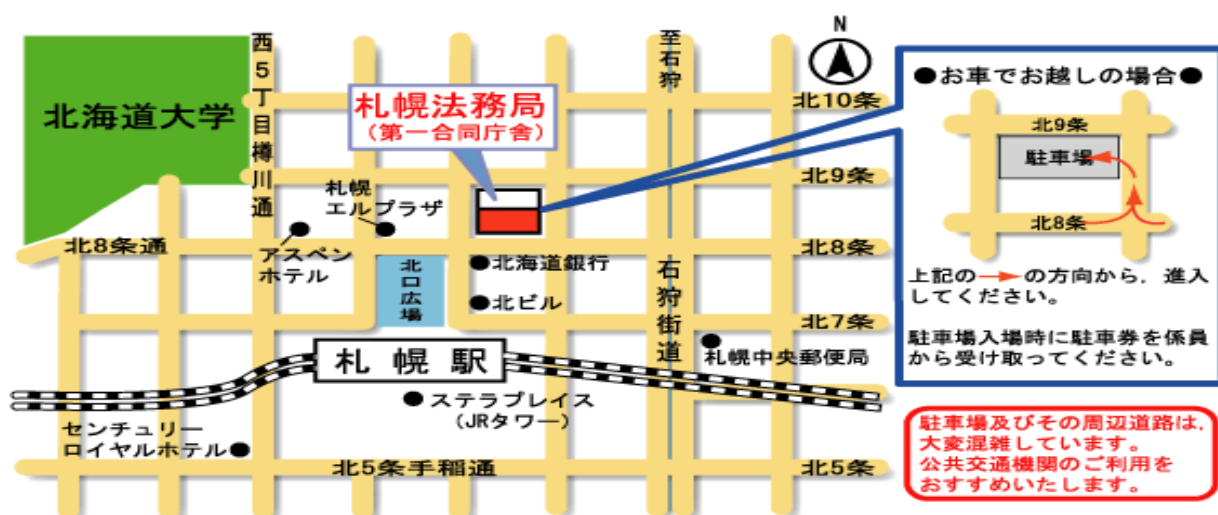 北海道大学
西5丁目樽川通
札幌法務局
(第一合同庁舎)
至石狩
N
北10条
北9条
札幌
エルプラザ
北8条通
アスペン
ホテル
北口広場
●北海道銀行
●北ビル
北8条
石狩街道
北7条
札幌駅
札幌中央郵便局
ステラプレイス
(JRタワー)
センチュリー
ロイヤルホテル
北5条手稲通
北5条
●お車でお越しの場合●
北9条
駐車場
北8条
上記の→の方向から，進入
してください。
駐車場入場時に駐車券を係員
から受け取ってください。
駐車場及びその周辺道路は，
大変混雑しています。
公共交通機関のご利用を
おすすめいたします。